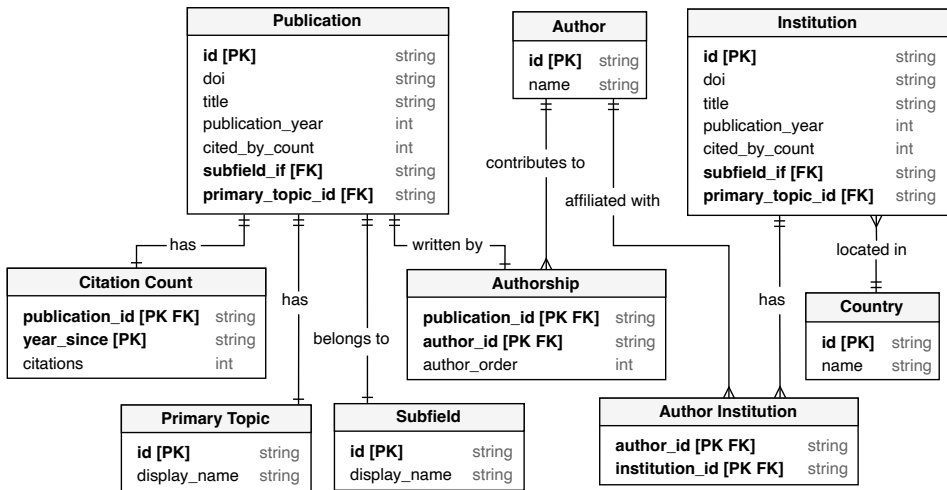 Publication
id [PK] string
doi string
title string
publication_year int
cited_by_count int
subfield_if [FK] string
primary_topic_id [FK] string
Author
id [PK] string
name string
Institution
id [PK] string
doi string
title string
publication_year int
cited_by_count int
subfield_if [FK] string
primary_topic_id [FK] string
contributes to
affiliated with
has
written by
located in
has
belongs to
has
Citation Count
publication_id [PK FK] string
year_since [PK] string
citations int
Authorship
publication_id [PK FK] string
author_id [PK FK] string
author_order int
Country
id [PK] string
name string
Primary Topic
id [PK] string
display_name string
Subfield
id [PK] string
display_name string
Author Institution
author_id [PK FK] string
institution_id [PK FK] string